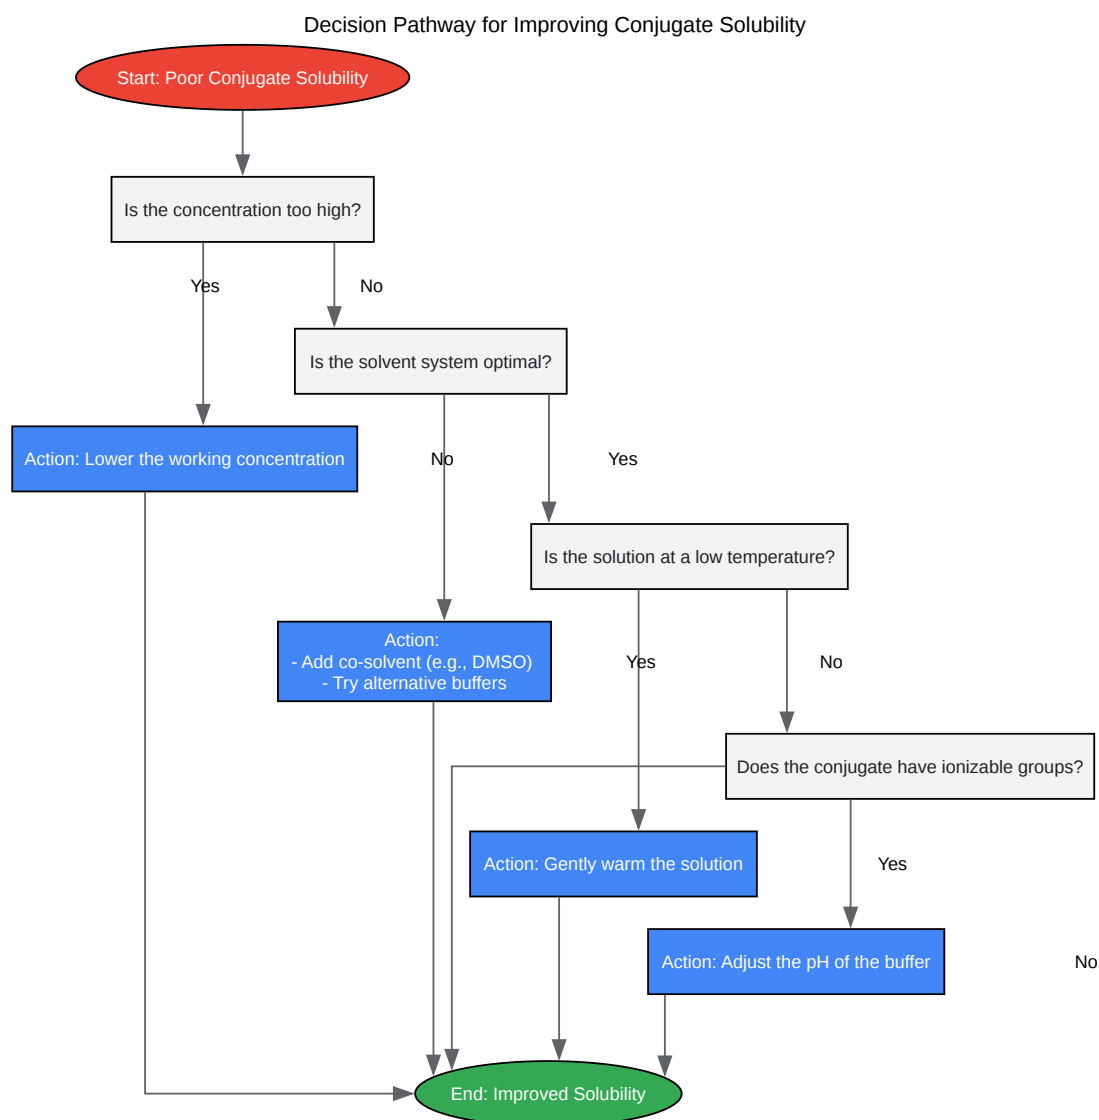 Decision Pathway for Improving Conjugate Solubility
Start: Poor Conjugate Solubility
Is the concentration too high?
Yes
No
Is the solvent system optimal?
Action: Lower the working concentration
No
Yes
Is the solution at a low temperature?
Action:
- Add co-solvent (e.g., DMSO)
- Try alternative buffers
Yes
No
Does the conjugate have ionizable groups?
Action: Gently warm the solution
Yes
Action: Adjust the pH of the buffer
No
End: Improved Solubility